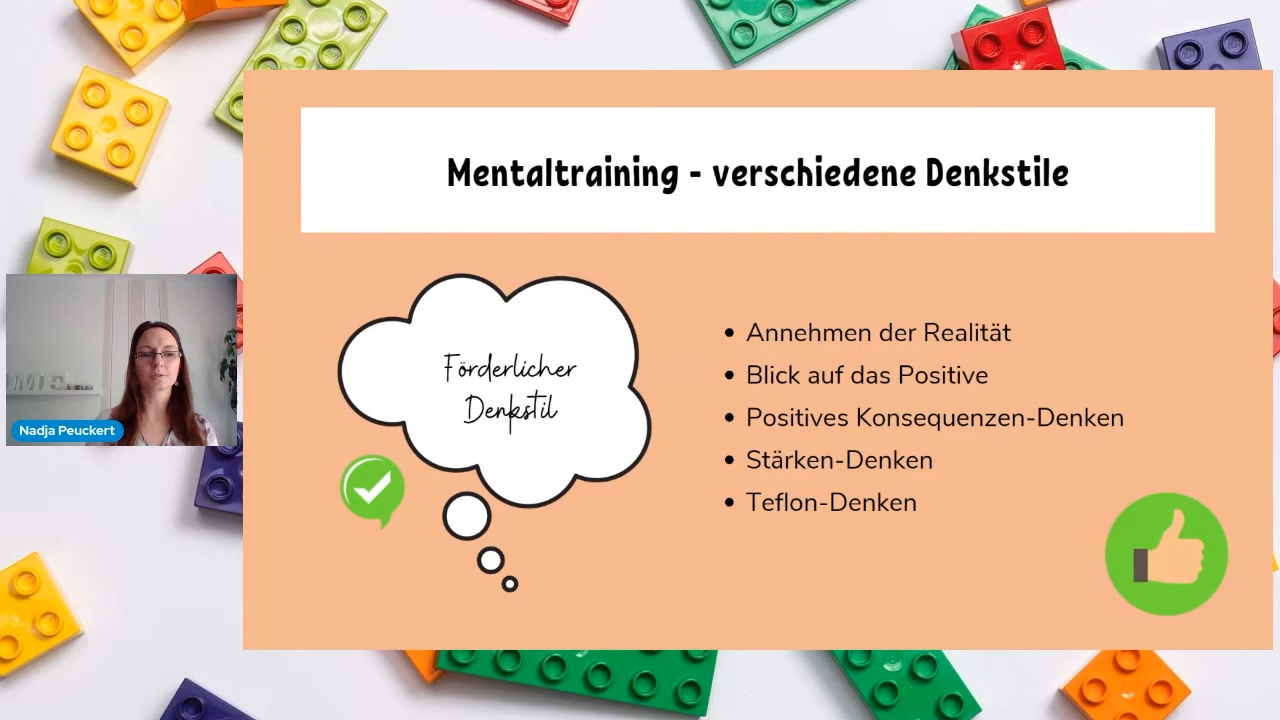 Mentaltraining - verschiedene Denkstile
Förderlicher
Denkstil
• Annehmen der Realität
• Blick auf das Positive
• Positives Konsequenzen-Denken
• Stärken-Denken
• Teflon-Denken
Nadja Peuckert